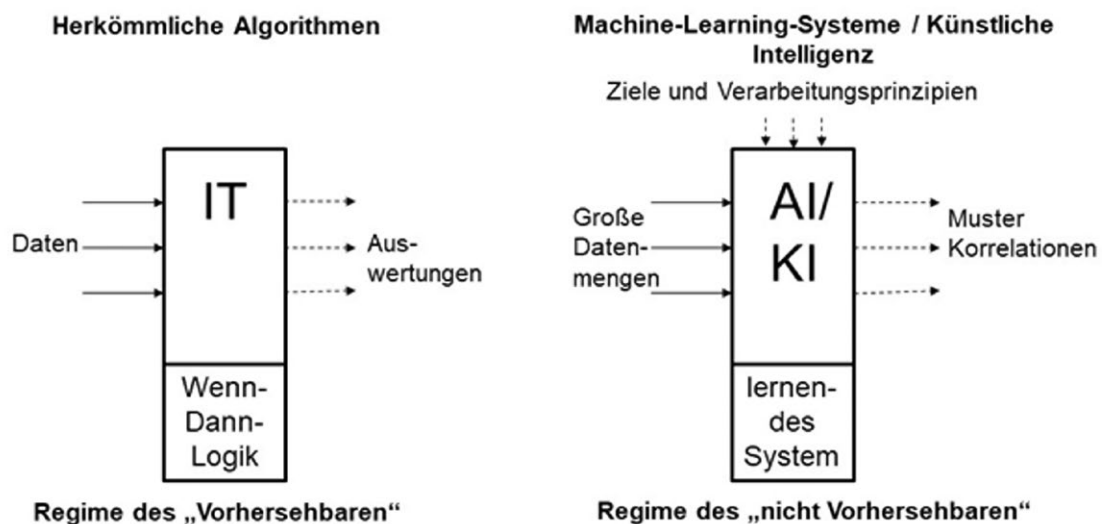 Herkömmliche Algorithmen
Daten
IT
Aus-
wertungen
Wenn-
Dann-
Logik
Regime des „Vorhersehbaren“
Machine-Learning-Systeme / Künstliche
Intelligenz
Ziele und Verarbeitungsprinzipien
Große
Daten-
mengen
AI/
KI
Muster
Korrelationen
lernen-
des
System
Regime des „nicht Vorhersehbaren“